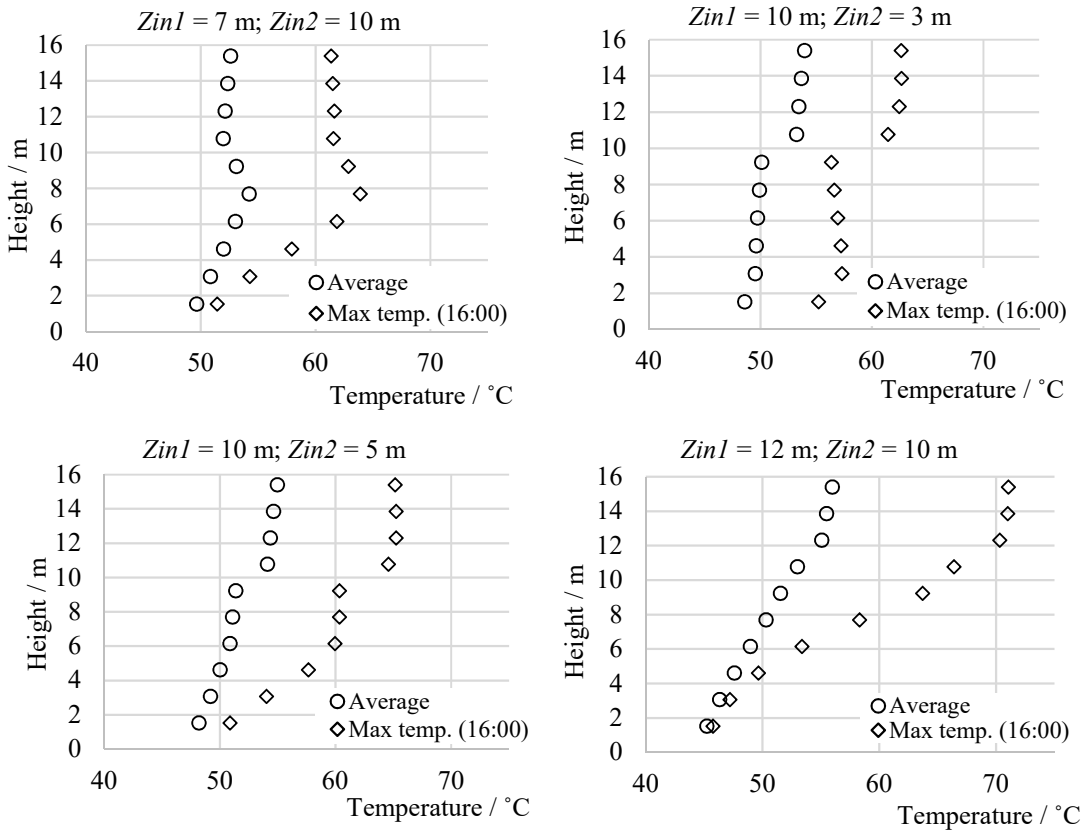 Zin1 = 7 m; Zin2 = 10 m
16
14
12
10
8
6
4
2
0
Height / m
Average
Max temp. (16:00)
40 50 60 70
Temperature / ˚C
Zin1 = 10 m; Zin2 = 3 m
16
14
12
10
8
6
4
2
0
Height / m
Average
Max temp. (16:00)
40 50 60 70
Temperature / ˚C
Zin1 = 10 m; Zin2 = 5 m
16
14
12
10
8
6
4
2
0
Height / m
Average
Max temp. (16:00)
40 50 60 70
Temperature / ˚C
Zin1 = 12 m; Zin2 = 10 m
16
14
12
10
8
6
4
2
0
Height / m
Average
Max temp. (16:00)
40 50 60 70
Temperature / ˚C